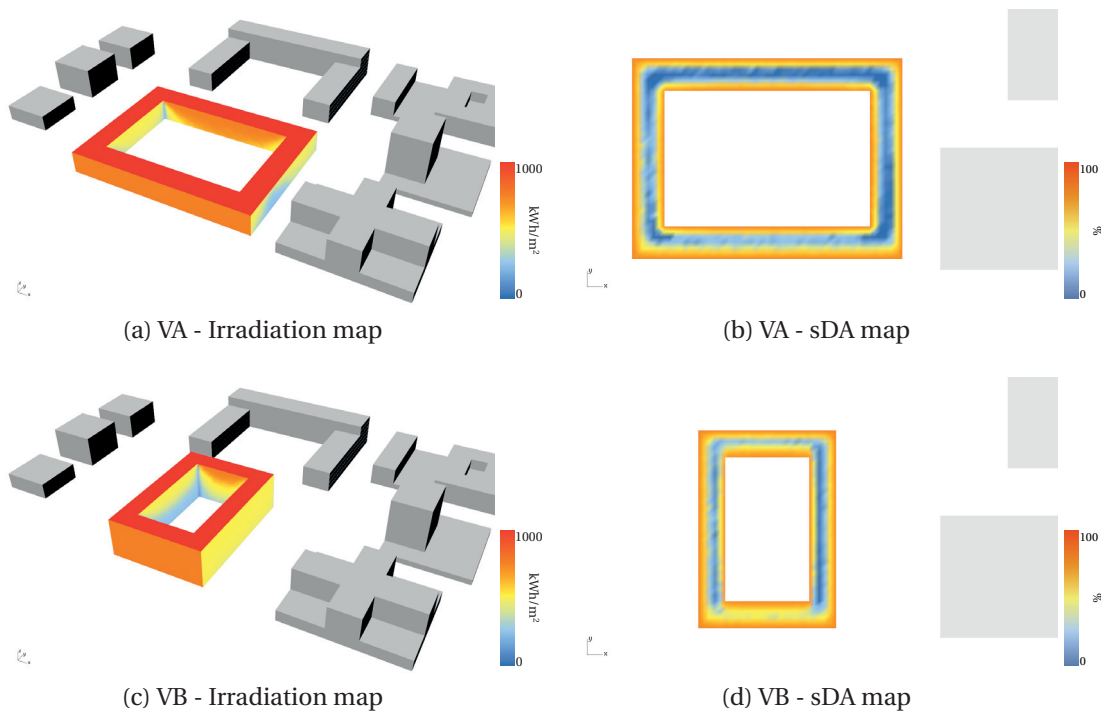 1000
kWh/m²
0
(a) VA - Irradiation map
100
%
0
y
x
(b) VA - sDA map
1000
kWh/m²
0
(c) VB - Irradiation map
100
%
0
y
x
(d) VB - sDA map